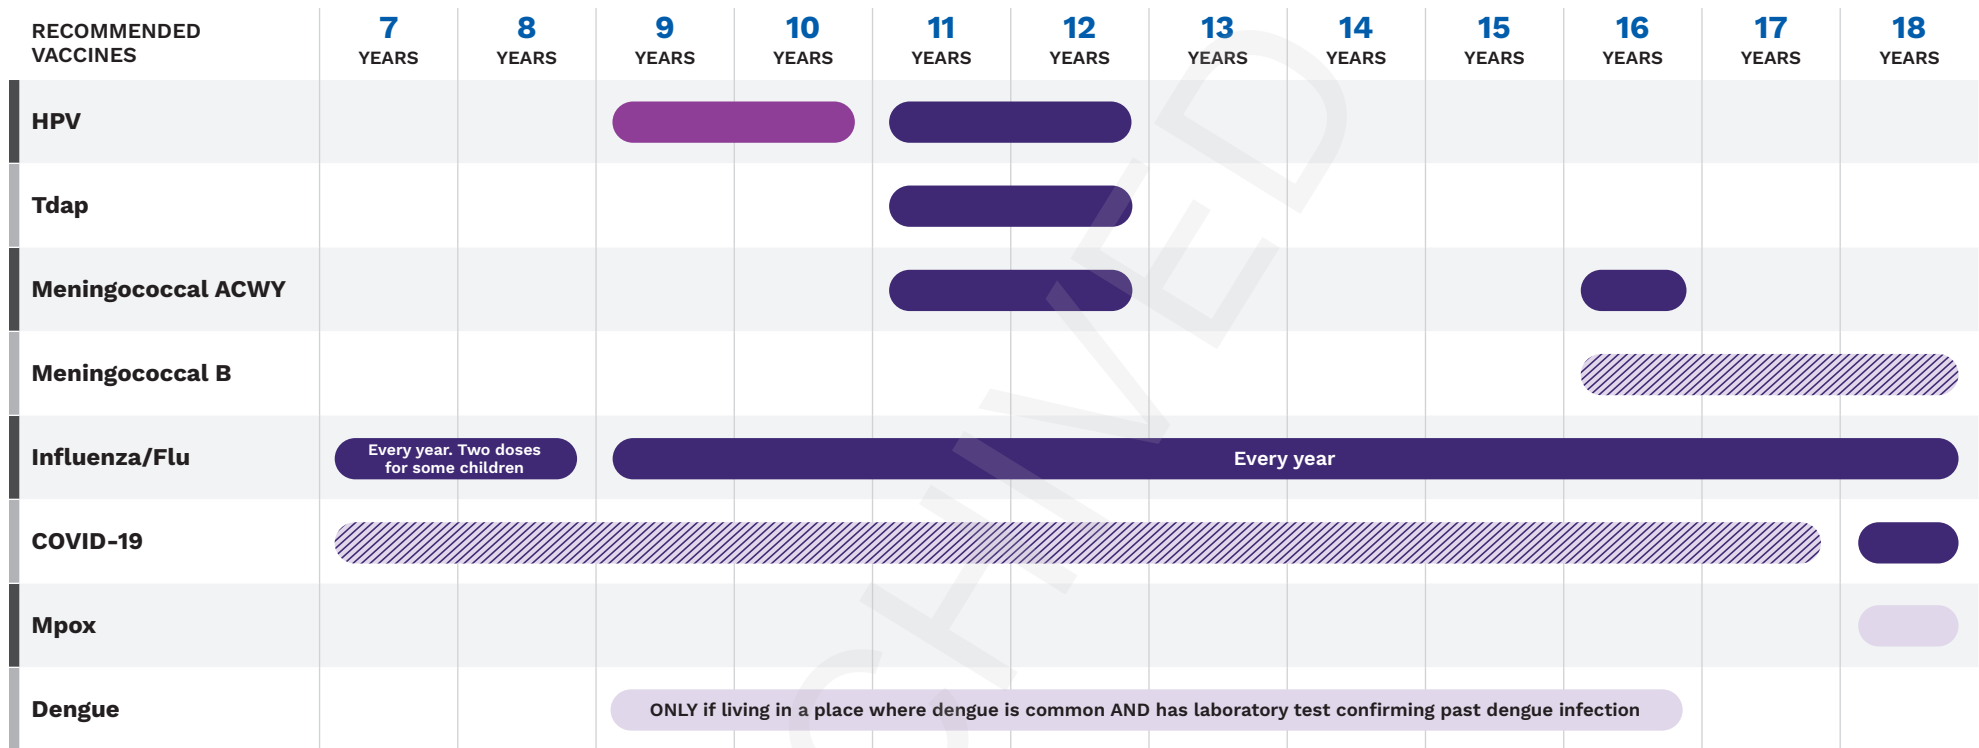 RECOMMENDED
VACCINES
7
YEARS
8
YEARS
9
YEARS
10
YEARS
11
YEARS
12
YEARS
13
YEARS
14
YEARS
15
YEARS
16
YEARS
17
YEARS
18
YEARS
HPV
Tdap
Meningococcal ACWY
Meningococcal B
Influenza/Flu
Every year. Two doses
for some children
Every year
COVID-19
Mpox
Dengue
ONLY if living in a place where dengue is common AND has laboratory test confirming past dengue infection
CHIVED